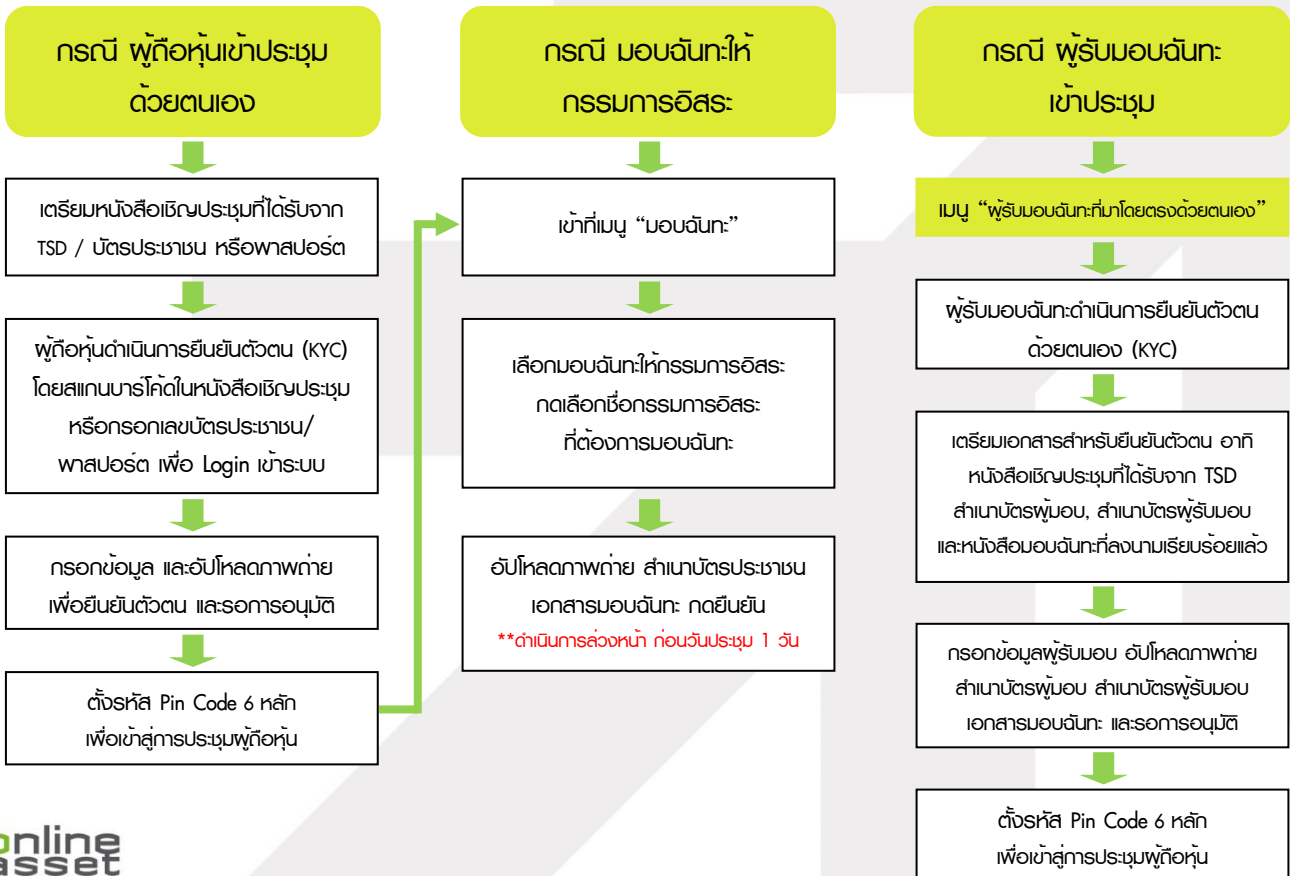 กรณี ผู้ถือหุ้นเข้าประชุม
ด้วยตนเอง
เตรียมหนังสือเชิญประชุมที่ได้รับจาก
TSD / บัตรประชาชน หรือพาสปอร์ต
ผู้ถือหุ้นดำเนินการยืนยันตัวตน (KYC)
โดยสแกนบาร์โค้ดในหนังสือเชิญประชุม
หรือกรอกเลขบัตรประชาชน/
พาสปอร์ต เพื่อ Login เข้าระบบ
กรอกข้อมูล และอัปโหลดภาพถ่าย
เพื่อยืนยันตัวตน และรอการอนุมัติ
ตั้งรหัส Pin Code 6 หลัก
เพื่อเข้าสู่การประชุมผู้ถือหุ้น
กรณี มอบฉันทะให้
กรรมการอิสระ
เข้าที่เมนู “มอบฉันทะ”
เลือกมอบฉันทะให้กรรมการอิสระ
กดเลือกชื่อกรรมการอิสระ
ที่ต้องการมอบฉันทะ
อัปโหลดภาพถ่าย สำเนาบัตรประชาชน
เอกสารมอบฉันทะ กดยืนยัน
**ดำเนินการล่วงหน้า ก่อนวันประชุม 1 วัน
กรณี ผู้รับมอบฉันทะ
เข้าประชุม
เมนู “ผู้รับมอบฉันทะที่มาโดยตรงด้วยตนเอง”
ผู้รับมอบฉันทะดำเนินการยืนยันตัวตน
ด้วยตนเอง (KYC)
เตรียมเอกสารสำหรับยืนยันตัวตน อาทิ
หนังสือเชิญประชุมที่ได้รับจาก TSD
สำเนาบัตรผู้มอบ, สำเนาบัตรผู้รับมอบ
และหนังสือมอบฉันทะที่ลงนามเรียบร้อยแล้ว
กรอกข้อมูลผู้รับมอบ อัปโหลดภาพถ่าย
สำเนาบัตรผู้มอบ สำเนาบัตรผู้รับมอบ
เอกสารมอบฉันทะ และรอการอนุมัติ
ตั้งรหัส Pin Code 6 หลัก
เพื่อเข้าสู่การประชุมผู้ถือหุ้น
online
asset